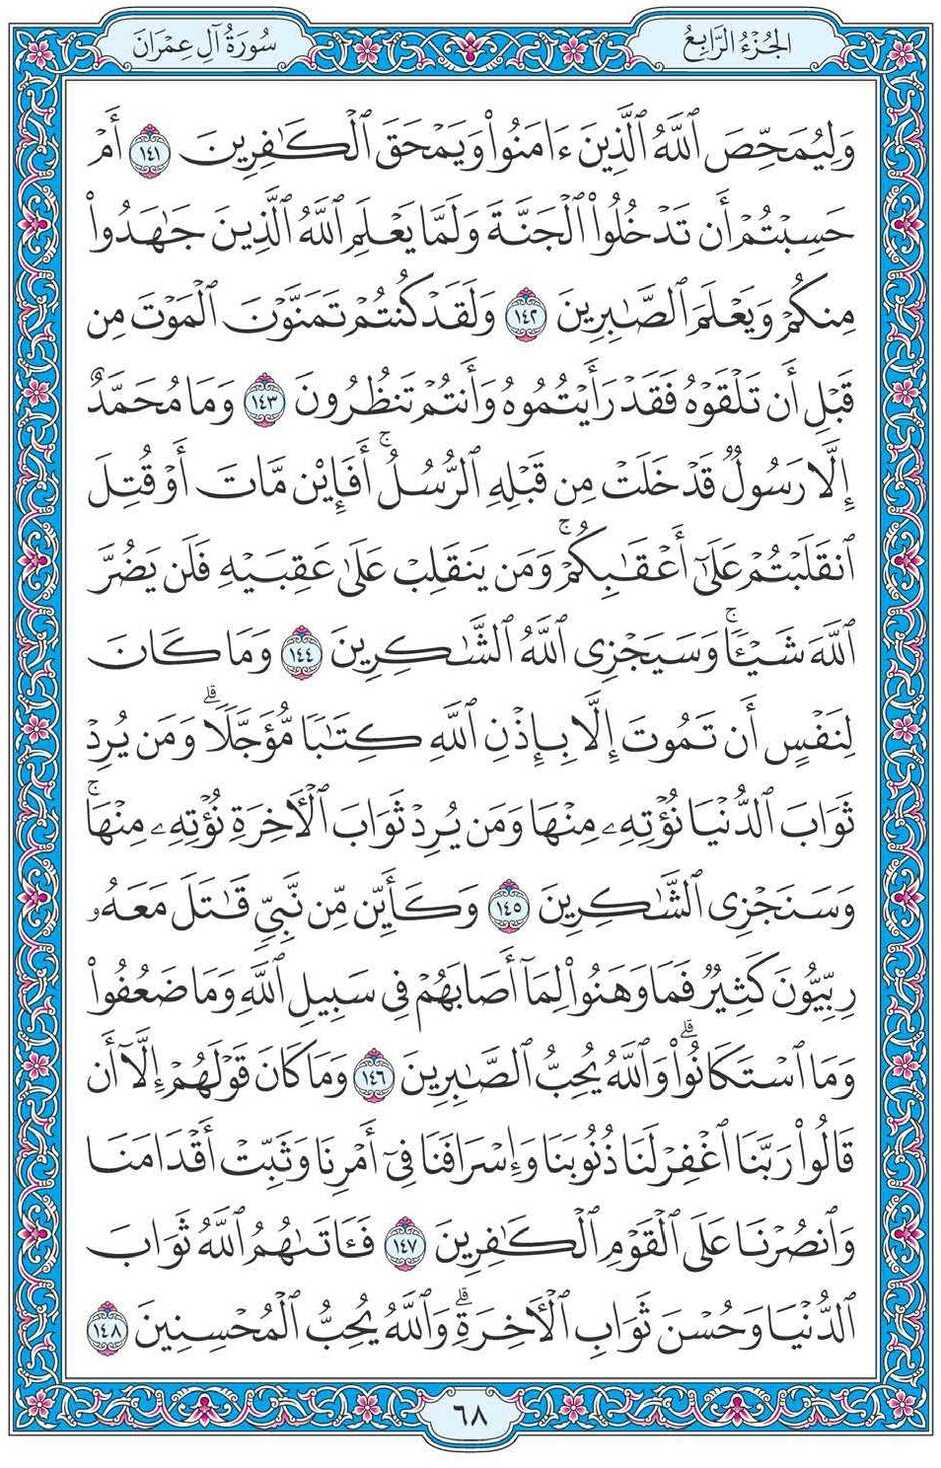 الجُزْءُ الرَّابِعُ
سُورَةُ آلِ عِمْرَانَ
وَلِيُمَحِّصَ ٱللَّهُ ٱلَّذِينَ ءَامَنُوا۟ وَيَمْحَقَ ٱلْكَٰفِرِينَ ١٤١ أَمْ
حَسِبْتُمْ أَن تَدْخُلُوا۟ ٱلْجَنَّةَ وَلَمَّا يَعْلَمِ ٱللَّهُ ٱلَّذِينَ جَٰهَدُوا۟
مِنكُمْ وَيَعْلَمَ ٱلصَّٰبِرِينَ ١٤٢ وَلَقَدْ كُنتُمْ تَمَنَّوْنَ ٱلْمَوْتَ مِن
قَبْلِ أَن تَلْقَوْهُ فَقَدْ رَأَيْتُمُوهُ وَأَنتُمْ تَنظُرُونَ ١٤٣ وَمَا مُحَمَّدٌ
إِلَّا رَسُولٌ قَدْ خَلَتْ مِن قَبْلِهِ ٱلرُّسُلُ ۚ أَفَإِي۟ن مَّاتَ أَوْ قُتِلَ
ٱنقَلَبْتُمْ عَلَىٰٓ أَعْقَٰبِكُمْ ۚ وَمَن يَنقَلِبْ عَلَىٰ عَقِبَيْهِ فَلَن يَضُرَّ
ٱللَّهَ شَيْـًٔا ۗ وَسَيَجْزِى ٱللَّهُ ٱلشَّٰكِرِينَ ١٤٤ وَمَا كَانَ
لِنَفْسٍ أَن تَمُوتَ إِلَّا بِإِذْنِ ٱللَّهِ كِتَٰبًا مُّؤَجَّلًا ۗ وَمَن يُرِدْ
ثَوَابَ ٱلدُّنْيَا نُؤْتِهِۦ مِنْهَا وَمَن يُرِدْ ثَوَابَ ٱلْـَٔاخِرَةِ نُؤْتِهِۦ مِنْهَا ۚ
وَسَنَجْزِى ٱلشَّٰكِرِينَ ١٤٥ وَكَأَيِّن مِّن نَّبِىٍّ قَٰتَلَ مَعَهُۥ
رِبِّيُّونَ كَثِيرٌ فَمَا وَهَنُوا۟ لِمَآ أَصَابَهُمْ فِى سَبِيلِ ٱللَّهِ وَمَا ضَعُفُوا۟
وَمَا ٱسْتَكَانُوا۟ ۗ وَٱللَّهُ يُحِبُّ ٱلصَّٰبِرِينَ ١٤٦ وَمَا كَانَ قَوْلَهُمْ إِلَّآ أَن
قَالُوا۟ رَبَّنَا ٱغْفِرْ لَنَا ذُنُوبَنَا وَإِسْرَافَنَا فِىٓ أَمْرِنَا وَثَبِّتْ أَقْدَامَنَا
وَٱنصُرْنَا عَلَى ٱلْقَوْمِ ٱلْكَٰفِرِينَ ١٤٧ فَـَٔاتَىٰهُمُ ٱللَّهُ ثَوَابَ
ٱلدُّنْيَا وَحُسْنَ ثَوَابِ ٱلْـَٔاخِرَةِ ۗ وَٱللَّهُ يُحِبُّ ٱلْمُحْسِنِينَ ١٤٨
٦٨